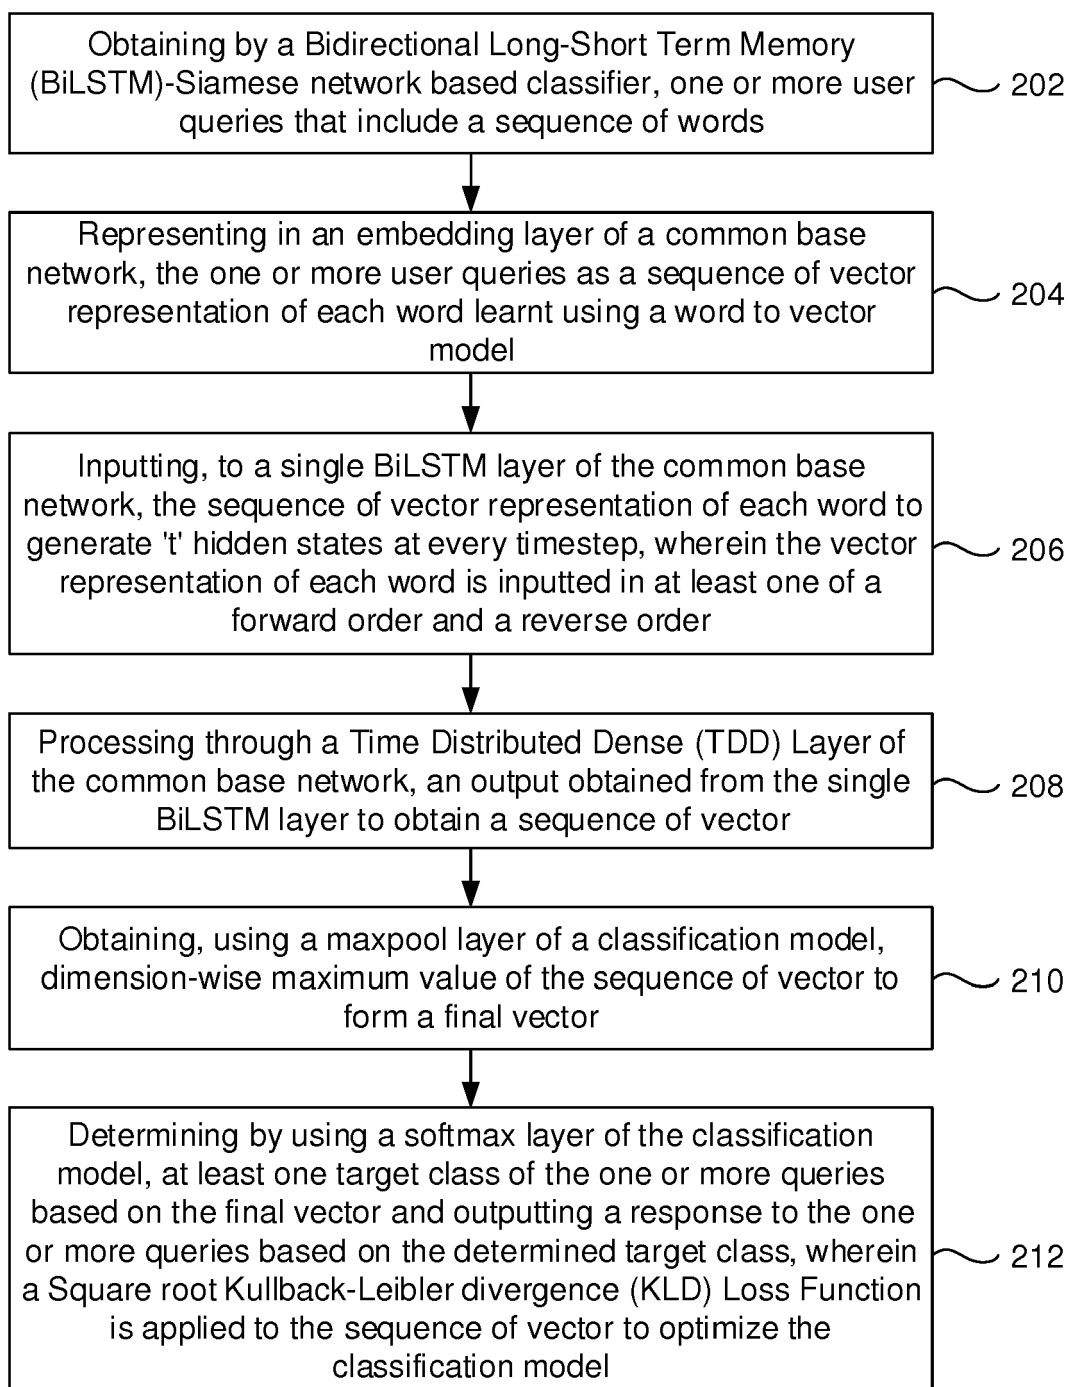 Obtaining by a Bidirectional Long-Short Term Memory
(BiLSTM)-Siamese network based classifier, one or more user
queries that include a sequence of words
202
Representing in an embedding layer of a common base
network, the one or more user queries as a sequence of vector
representation of each word learnt using a word to vector
model
204
Inputting, to a single BiLSTM layer of the common base
network, the sequence of vector representation of each word to
generate 't' hidden states at every timestep, wherein the vector
representation of each word is inputted in at least one of a
forward order and a reverse order
206
Processing through a Time Distributed Dense (TDD) Layer of
the common base network, an output obtained from the single
BiLSTM layer to obtain a sequence of vector
208
Obtaining, using a maxpool layer of a classification model,
dimension-wise maximum value of the sequence of vector to
form a final vector
210
Determining by using a softmax layer of the classification
model, at least one target class of the one or more queries
based on the final vector and outputting a response to the one
or more queries based on the determined target class, wherein
a Square root Kullback-Leibler divergence (KLD) Loss Function
is applied to the sequence of vector to optimize the
classification model
212